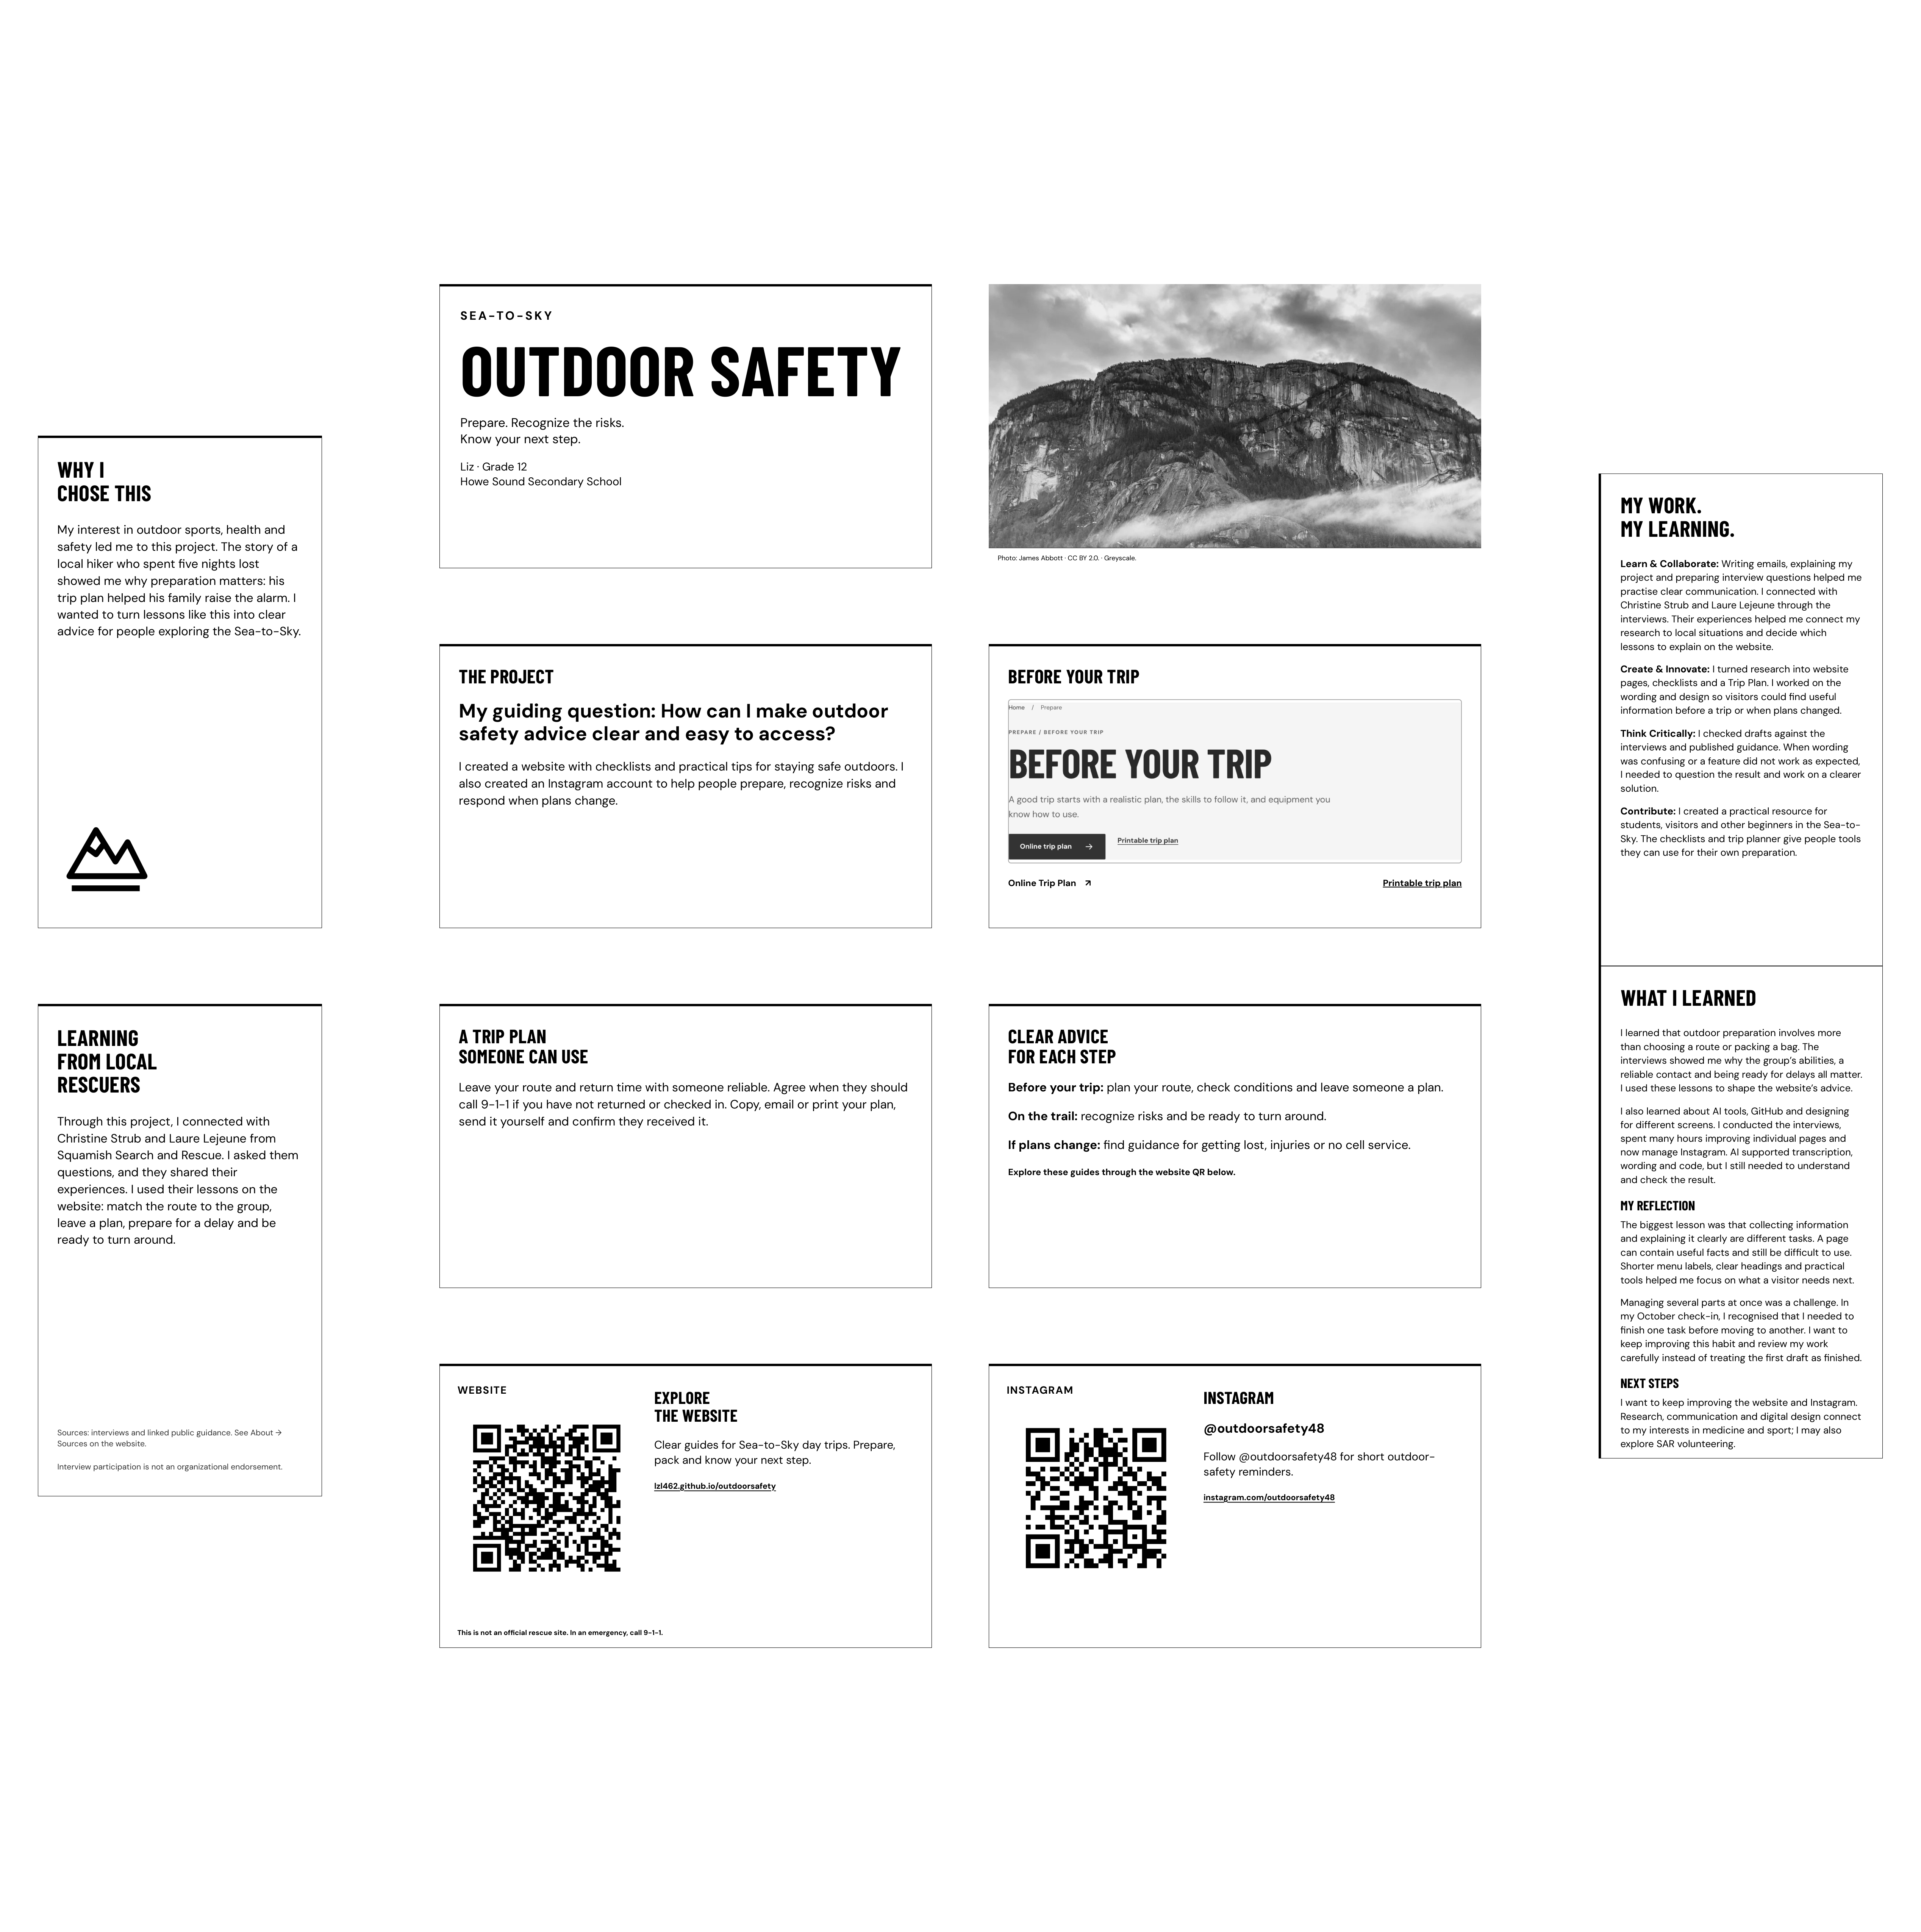 WHY I
CHOSE THIS
My interest in outdoor sports, health and
safety led me to this project. The story of a
local hiker who spent five nights lost
showed me why preparation matters: his
trip plan helped his family raise the alarm. I
wanted to turn lessons like this into clear
advice for people exploring the Sea-to-Sky.
LEARNING
FROM LOCAL
RESCUERS
Through this project, I connected with
Christine Strub and Laure Lejeune from
Squamish Search and Rescue. I asked them
questions, and they shared their
experiences. I used their lessons on the
website: match the route to the group,
leave a plan, prepare for a delay and be
ready to turn around.
Sources: interviews and linked public guidance. See About →
Sources on the website.
Interview participation is not an organizational endorsement.
SEA-TO-SKY
OUTDOOR SAFETY
Prepare. Recognize the risks.
Know your next step.
Liz · Grade 12
Howe Sound Secondary School
Photo: James Abbott · CC BY 2.0. · Greyscale.
THE PROJECT
My guiding question: How can I make outdoor
safety advice clear and easy to access?
I created a website with checklists and practical tips for staying safe outdoors. I
also created an Instagram account to help people prepare, recognize risks and
respond when plans change.
BEFORE YOUR TRIP
Home / Prepare
PREPARE / BEFORE YOUR TRIP
BEFORE YOUR TRIP
A good trip starts with a realistic plan, the skills to follow it, and equipment you
know how to use.
Online trip plan →
Printable trip plan
Online Trip Plan ↗
Printable trip plan
A TRIP PLAN
SOMEONE CAN USE
Leave your route and return time with someone reliable. Agree when they should
call 9-1-1 if you have not returned or checked in. Copy, email or print your plan,
send it yourself and confirm they received it.
CLEAR ADVICE
FOR EACH STEP
Before your trip: plan your route, check conditions and leave someone a plan.
On the trail: recognize risks and be ready to turn around.
If plans change: find guidance for getting lost, injuries or no cell service.
Explore these guides through the website QR below.
WEBSITE
EXPLORE
THE WEBSITE
Clear guides for Sea-to-Sky day trips. Prepare,
pack and know your next step.
lzl462.github.io/outdoorsafety
This is not an official rescue site. In an emergency, call 9-1-1.
INSTAGRAM
INSTAGRAM
@outdoorsafety48
Follow @outdoorsafety48 for short outdoor-
safety reminders.
instagram.com/outdoorsafety48
MY WORK.
MY LEARNING.
Learn & Collaborate: Writing emails, explaining my
project and preparing interview questions helped me
practise clear communication. I connected with
Christine Strub and Laure Lejeune through the
interviews. Their experiences helped me connect my
research to local situations and decide which
lessons to explain on the website.
Create & Innovate: I turned research into website
pages, checklists and a Trip Plan. I worked on the
wording and design so visitors could find useful
information before a trip or when plans changed.
Think Critically: I checked drafts against the
interviews and published guidance. When wording
was confusing or a feature did not work as expected,
I needed to question the result and work on a clearer
solution.
Contribute: I created a practical resource for
students, visitors and other beginners in the Sea-to-
Sky. The checklists and trip planner give people tools
they can use for their own preparation.
WHAT I LEARNED
I learned that outdoor preparation involves more
than choosing a route or packing a bag. The
interviews showed me why the group's abilities, a
reliable contact and being ready for delays all matter.
I used these lessons to shape the website's advice.
I also learned about AI tools, GitHub and designing
for different screens. I conducted the interviews,
spent many hours improving individual pages and
now manage Instagram. AI supported transcription,
wording and code, but I still needed to understand
and check the result.
MY REFLECTION
The biggest lesson was that collecting information
and explaining it clearly are different tasks. A page
can contain useful facts and still be difficult to use.
Shorter menu labels, clear headings and practical
tools helped me focus on what a visitor needs next.
Managing several parts at once was a challenge. In
my October check-in, I recognised that I needed to
finish one task before moving to another. I want to
keep improving this habit and review my work
carefully instead of treating the first draft as finished.
NEXT STEPS
I want to keep improving the website and Instagram.
Research, communication and digital design connect
to my interests in medicine and sport; I may also
explore SAR volunteering.